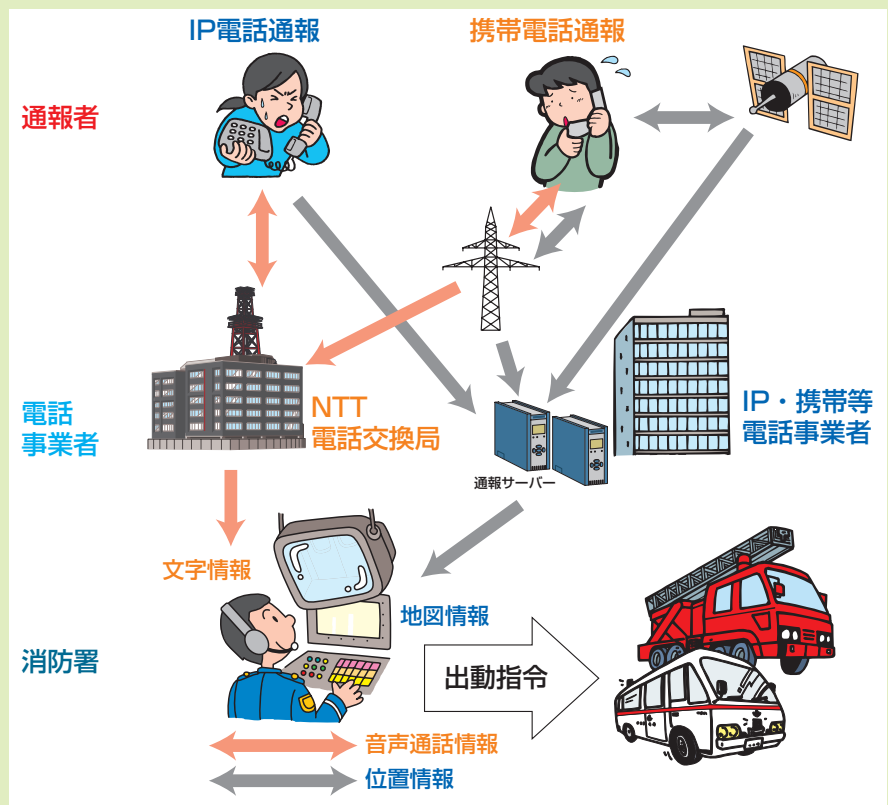 IP電話通報
携帯電話通報
通報者
電話
事業者
NTT
電話交換局
IP・携帯等
電話事業者
通報サーバー
文字情報
地図情報
消防署
出動指令
音声通話情報
位置情報